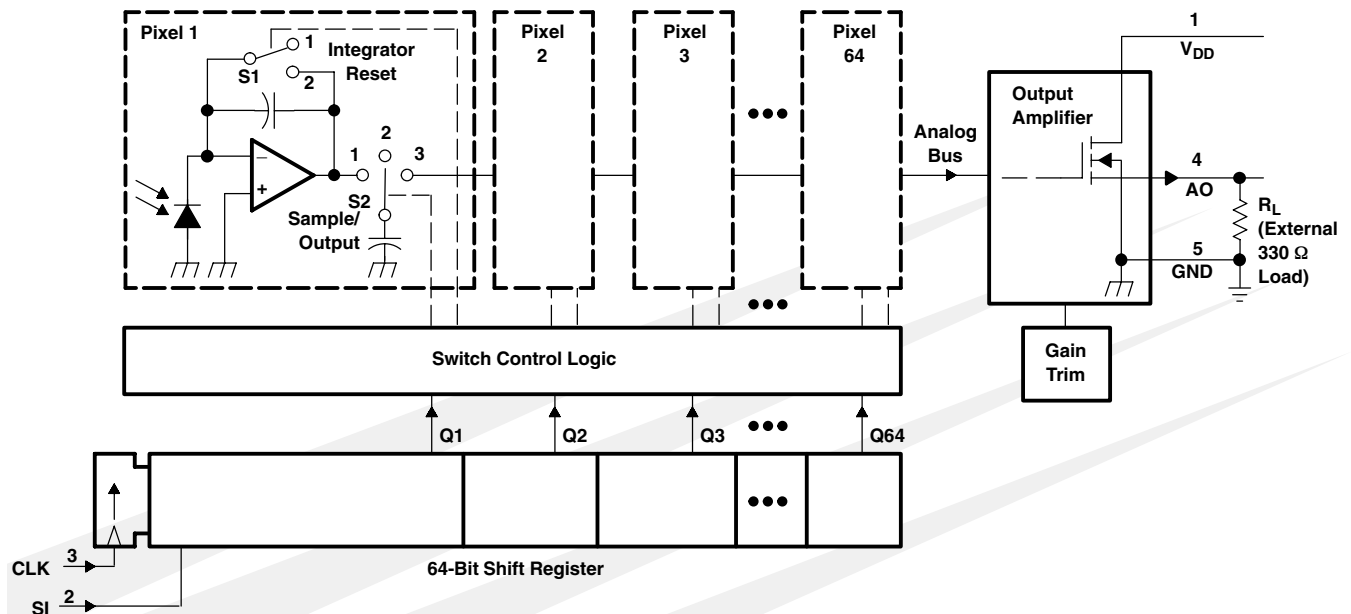 Pixel 1
1
Integrator
Reset
S1
2
2
1
3
S2
Sample/
Output
−
+
Pixel
2
Pixel
3
Pixel
64
Analog
Bus
Output
Amplifier
1
VDD
4
AO
5
GND
RL
(External
330 Ω
Load)
Gain
Trim
Switch Control Logic
Q1
Q2
Q3
Q64
3
CLK
2
SI
64-Bit Shift Register